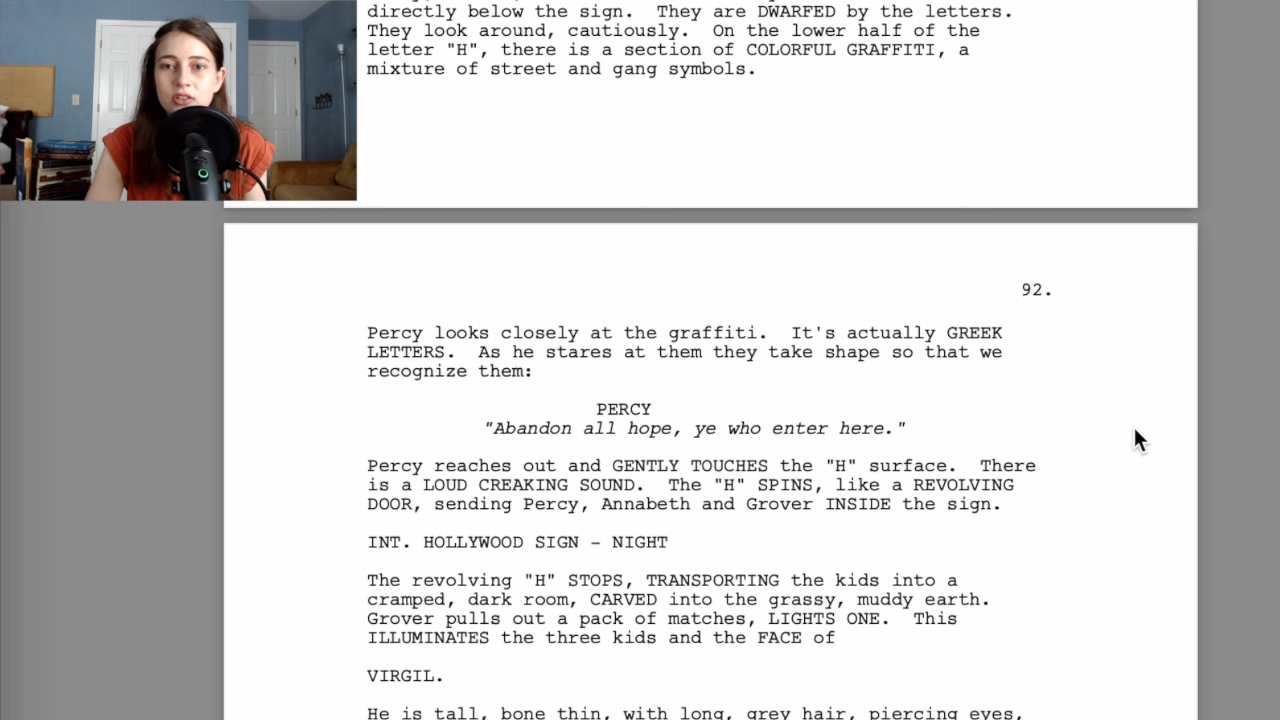 directly below the sign. They are DWARFED by the letters.
They look around, cautiously. On the lower half of the
letter "H", there is a section of COLORFUL GRAFFITI, a
mixture of street and gang symbols.
92.
Percy looks closely at the graffiti. It's actually GREEK
LETTERS. As he stares at them they take shape so that we
recognize them:
PERCY
"Abandon all hope, ye who enter here."
Percy reaches out and GENTLY TOUCHES the "H" surface. There
is a LOUD CREAKING SOUND. The "H" SPINS, like a REVOLVING
DOOR, sending Percy, Annabeth and Grover INSIDE the sign.
INT. HOLLYWOOD SIGN - NIGHT
The revolving "H" STOPS, TRANSPORTING the kids into a
cramped, dark room, CARVED into the grassy, muddy earth.
Grover pulls out a pack of matches, LIGHTS ONE. This
ILLUMINATES the three kids and the FACE of
VIRGIL.
He is tall, bone thin, with long, grey hair, piercing eyes,